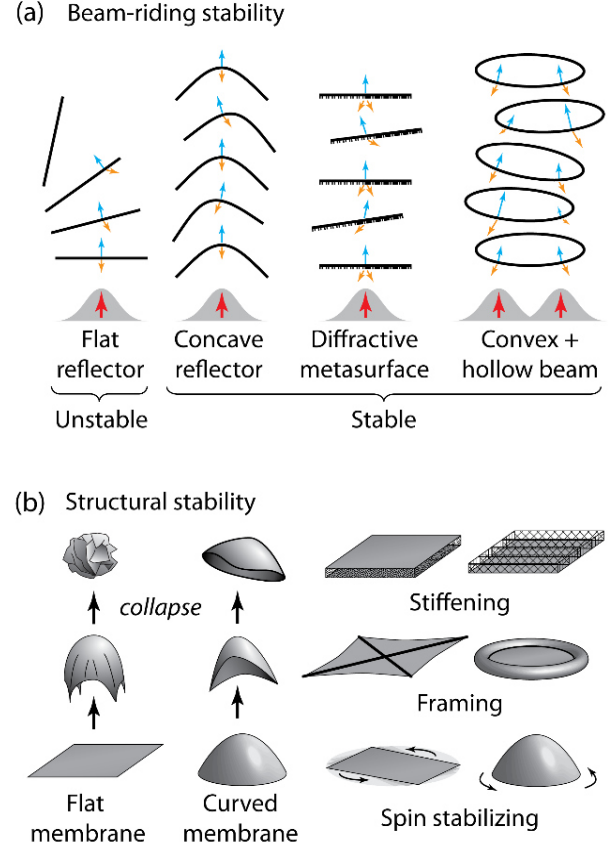 (a) Beam-riding stability
Flat
reflector
Concave
reflector
Diffractive
metasurface
Convex +
hollow beam
Unstable
Stable
(b) Structural stability
collapse
Stiffening
Framing
Flat
membrane
Curved
membrane
Spin stabilizing